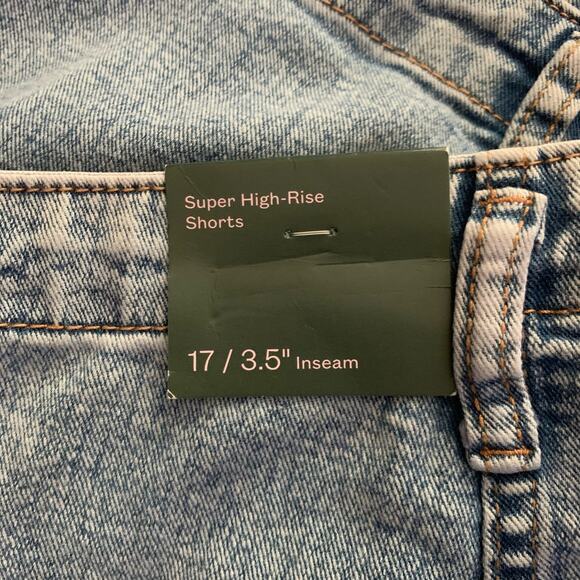 Super High-Rise
Shorts
17 / 3.5" Inseam